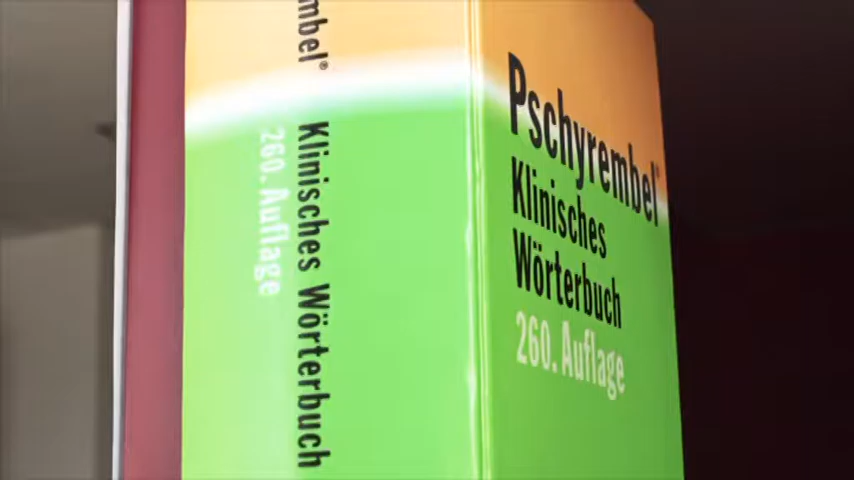 mbel®
Klinisches Wörterbuch
260. Auflage
Pschyrembel®
Klinisches
Wörterbuch
260. Auflage